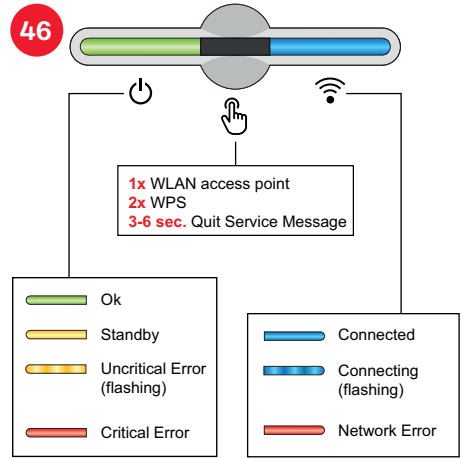 46
1x WLAN access point
2x WPS
3-6 sec. Quit Service Message
Ok
Standby
Uncritical Error
(flashing)
Critical Error
Connected
Connecting
(flashing)
Network Error